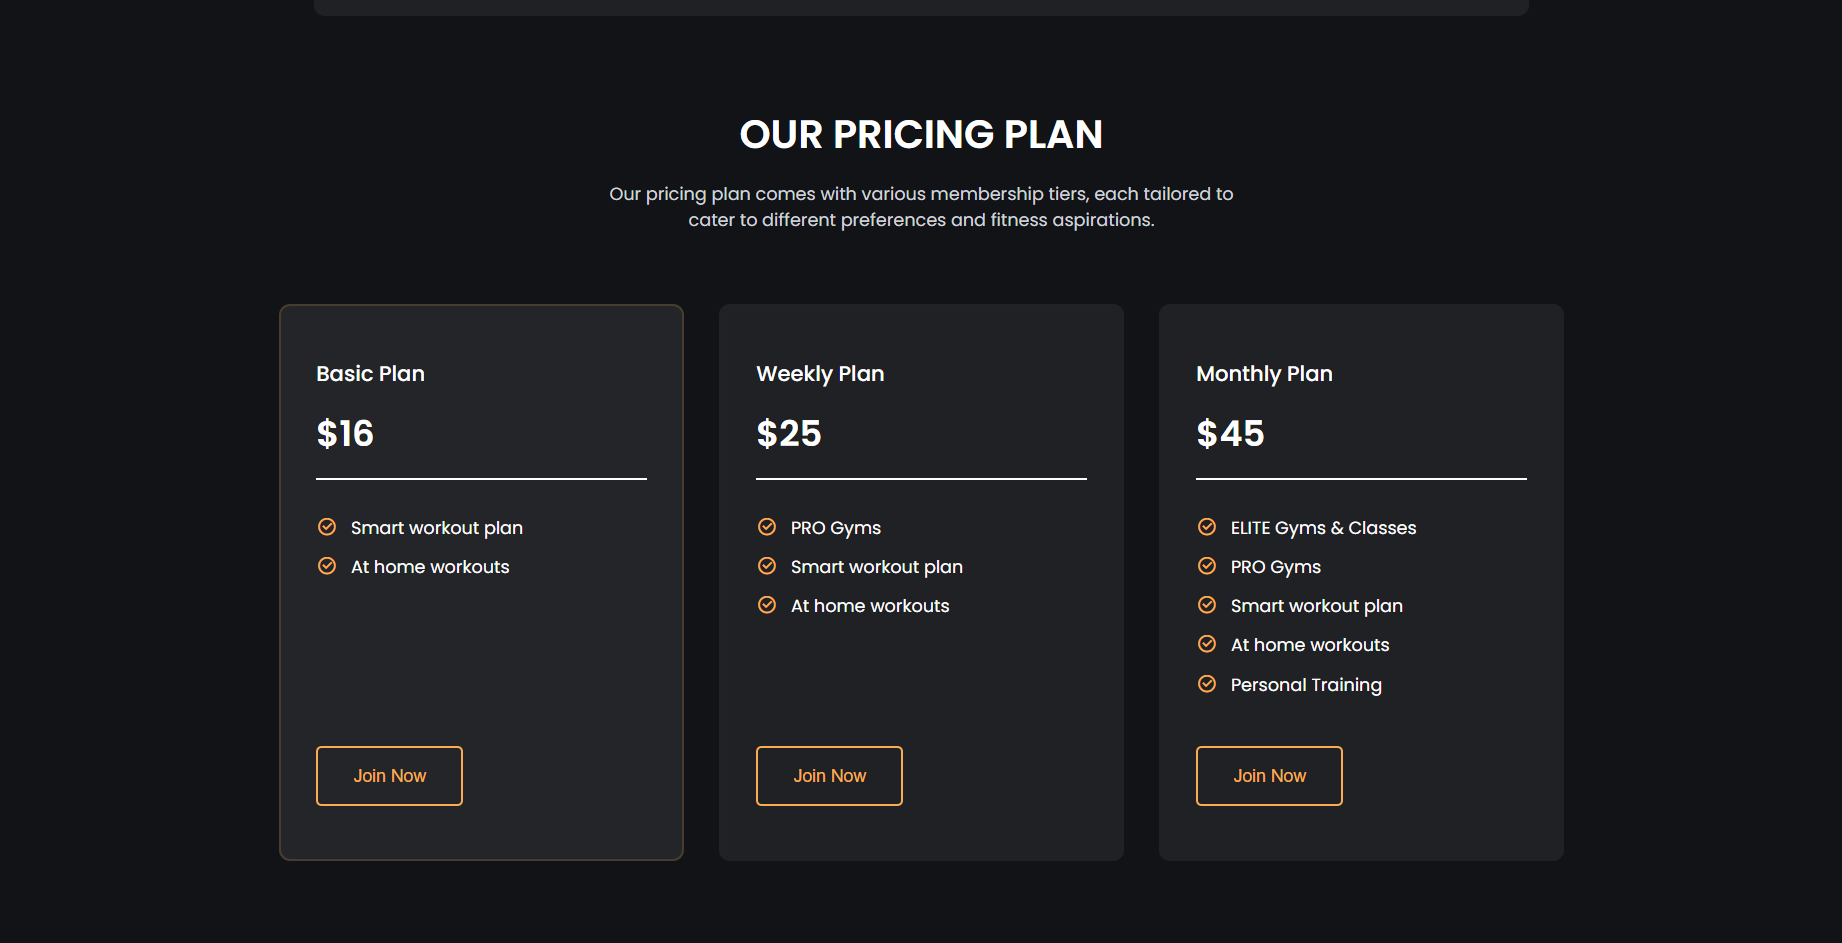 OUR PRICING PLAN
Our pricing plan comes with various membership tiers, each tailored to
cater to different preferences and fitness aspirations.
Basic Plan
$16
Smart workout plan
At home workouts
Join Now
Weekly Plan
$25
PRO Gyms
Smart workout plan
At home workouts
Join Now
Monthly Plan
$45
ELITE Gyms & Classes
PRO Gyms
Smart workout plan
At home workouts
Personal Training
Join Now